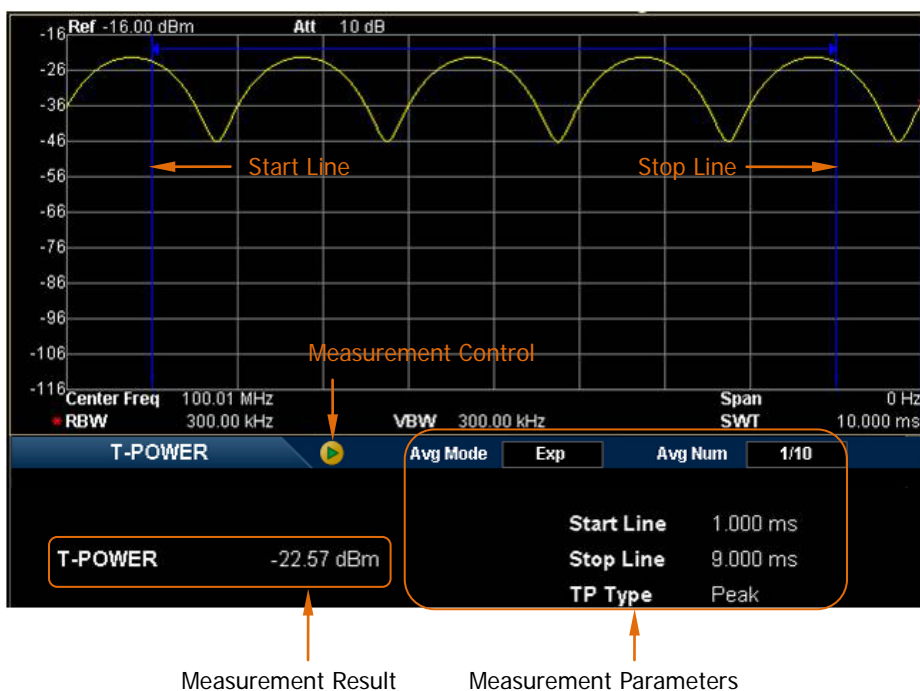 Ref -16.00 dBm Att 10 dB
-16
-26
-36
-46
Start Line Stop Line
-56
-66
-76
-86
-96
-106
Measurement Control
-116
Center Freq 100.01 MHz Span 0 Hz
* RBW 300.00 kHz VBW 300.00 kHz SWT 10.000 ms
T-POWER Avg Mode Exp Avg Num 1/10
Start Line 1.000 ms
T-POWER -22.57 dBm Stop Line 9.000 ms
TP Type Peak
Measurement Result Measurement Parameters